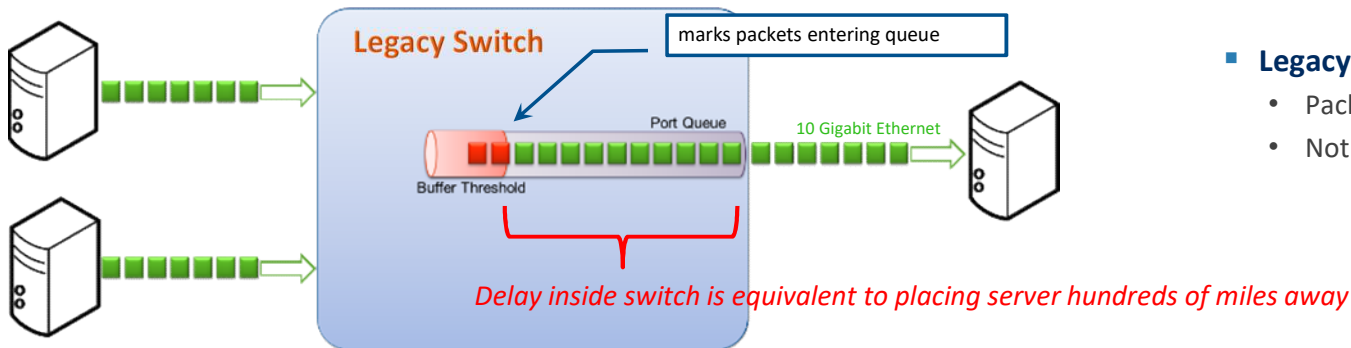 Legacy Switch
marks packets entering queue
Port Queue
10 Gigabit Ethernet
Buffer Threshold
Delay inside switch is equivalent to placing server hundreds of miles away
Legacy